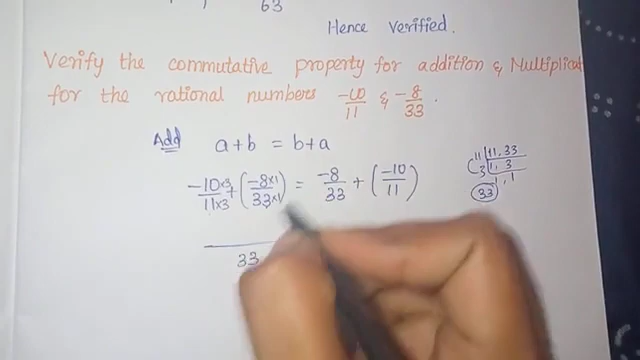 63
Hence Verified.
Verify the commutative property for addition & Multiplicat
for the rational numbers -10/11 & -8/33.
Add a+b = b+a
-10×3/11×3 + (-8×1/33×1) = -8/33 + (-10/11)
11 | 11, 33
3 | 1, 3
1, 1
33
33